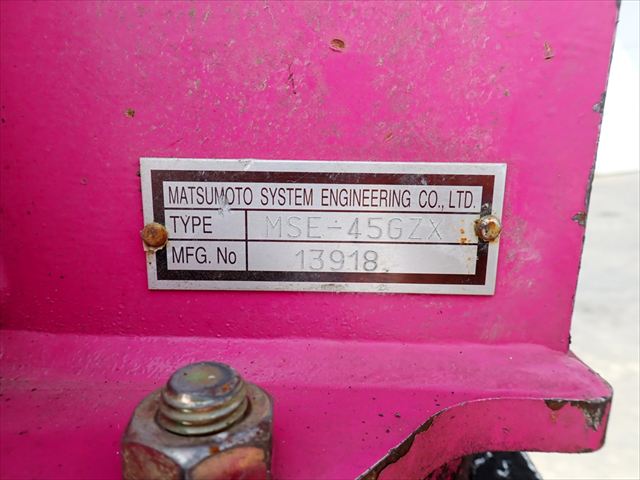 MATSUMOTO SYSTEM ENGINEERING CO., LTD.
TYPE MSE-45GZX
MFG. No 13918